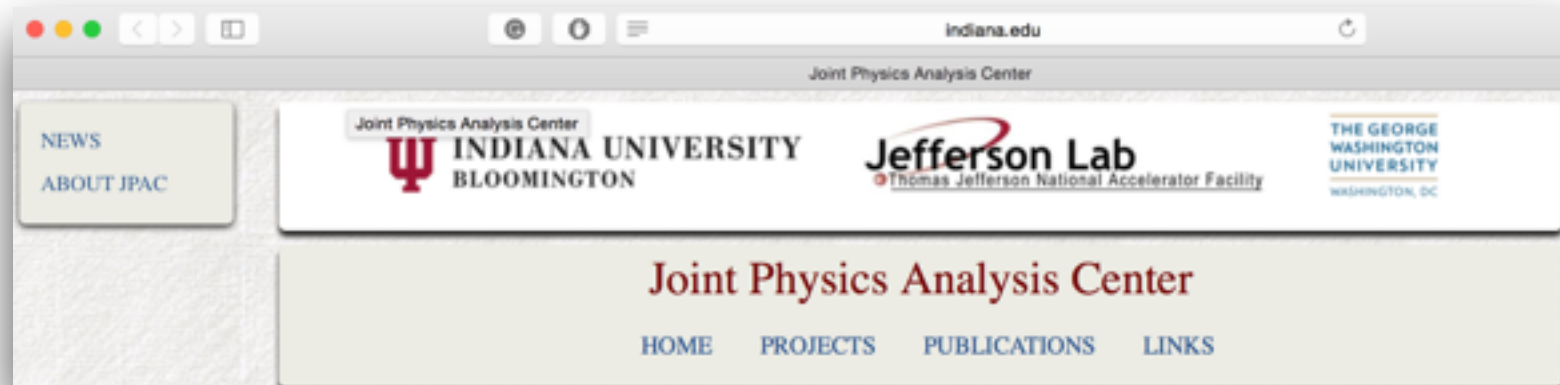 indiana.edu
Joint Physics Analysis Center
NEWS
ABOUT JPAC
Joint Physics Analysis Center
INDIANA UNIVERSITY
BLOOMINGTON
Jefferson Lab
Thomas Jefferson National Accelerator Facility
THE GEORGE
WASHINGTON
UNIVERSITY
WASHINGTON, DC
Joint Physics Analysis Center
HOME PROJECTS PUBLICATIONS LINKS